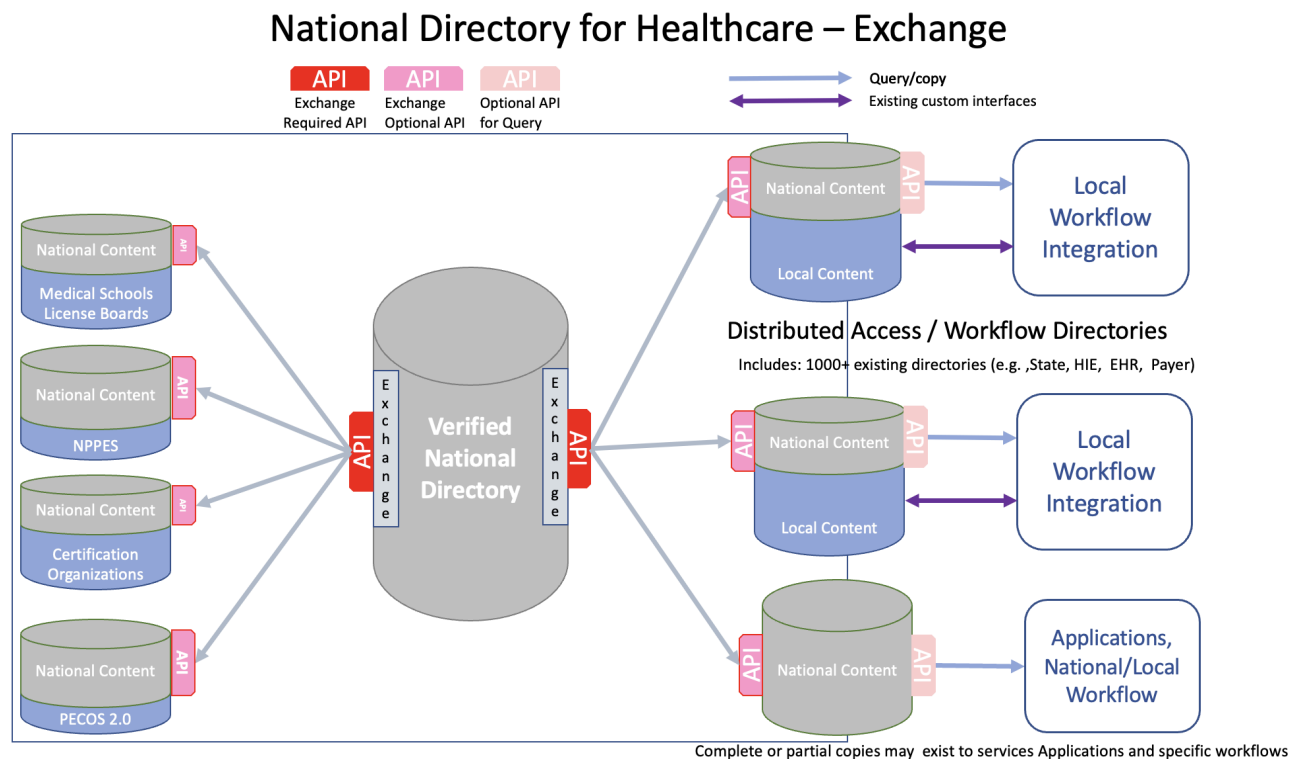 National Directory for Healthcare – Exchange
API
API
API
Exchange
Required API
Exchange
Optional API
Optional API
for Query
Query/copy
Existing custom interfaces
National Content
API
Medical Schools
License Boards
National Content
API
NPPES
National Content
API
Certification
Organizations
National Content
API
PECOS 2.0
API
Exchange
Verified
National
Directory
Exchange
API
API
National Content
API
Local Content
Local
Workflow
Integration
Distributed Access / Workflow Directories
Includes: 1000+ existing directories (e.g. ,State, HIE, EHR, Payer)
API
National Content
API
Local Content
Local
Workflow
Integration
API
National Content
API
Applications,
National/Local
Workflow
Complete or partial copies may exist to services Applications and specific workflows